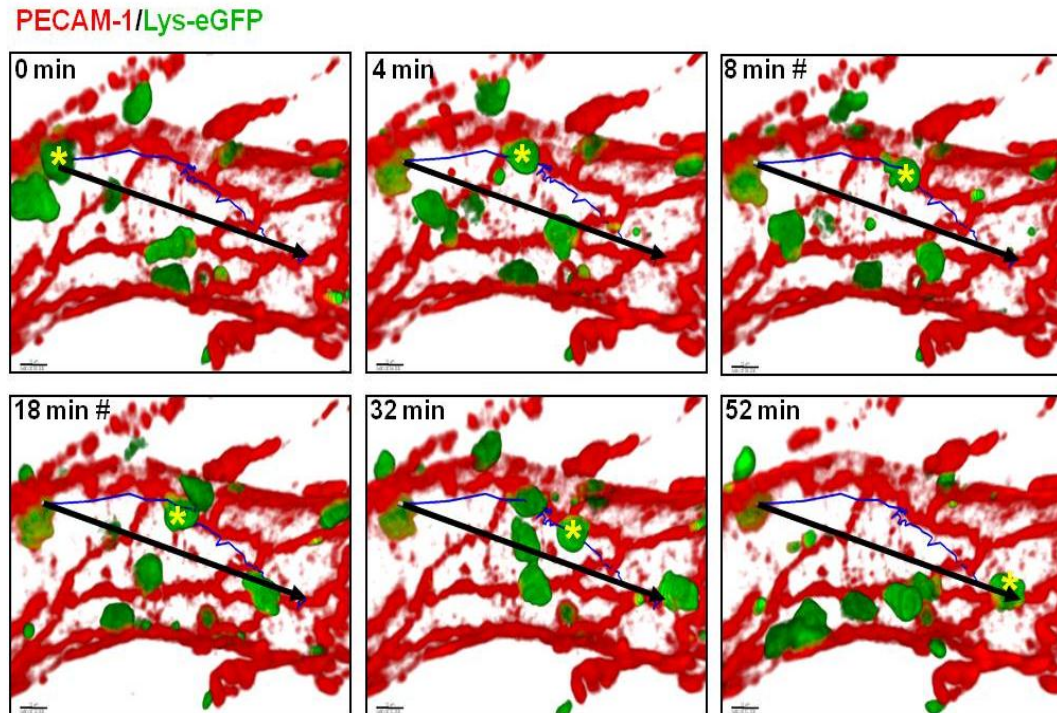 PECAM-1/Lys-eGFP
0 min
4 min
8 min #
*
*
*
18 min #
32 min
52 min
*
*
*